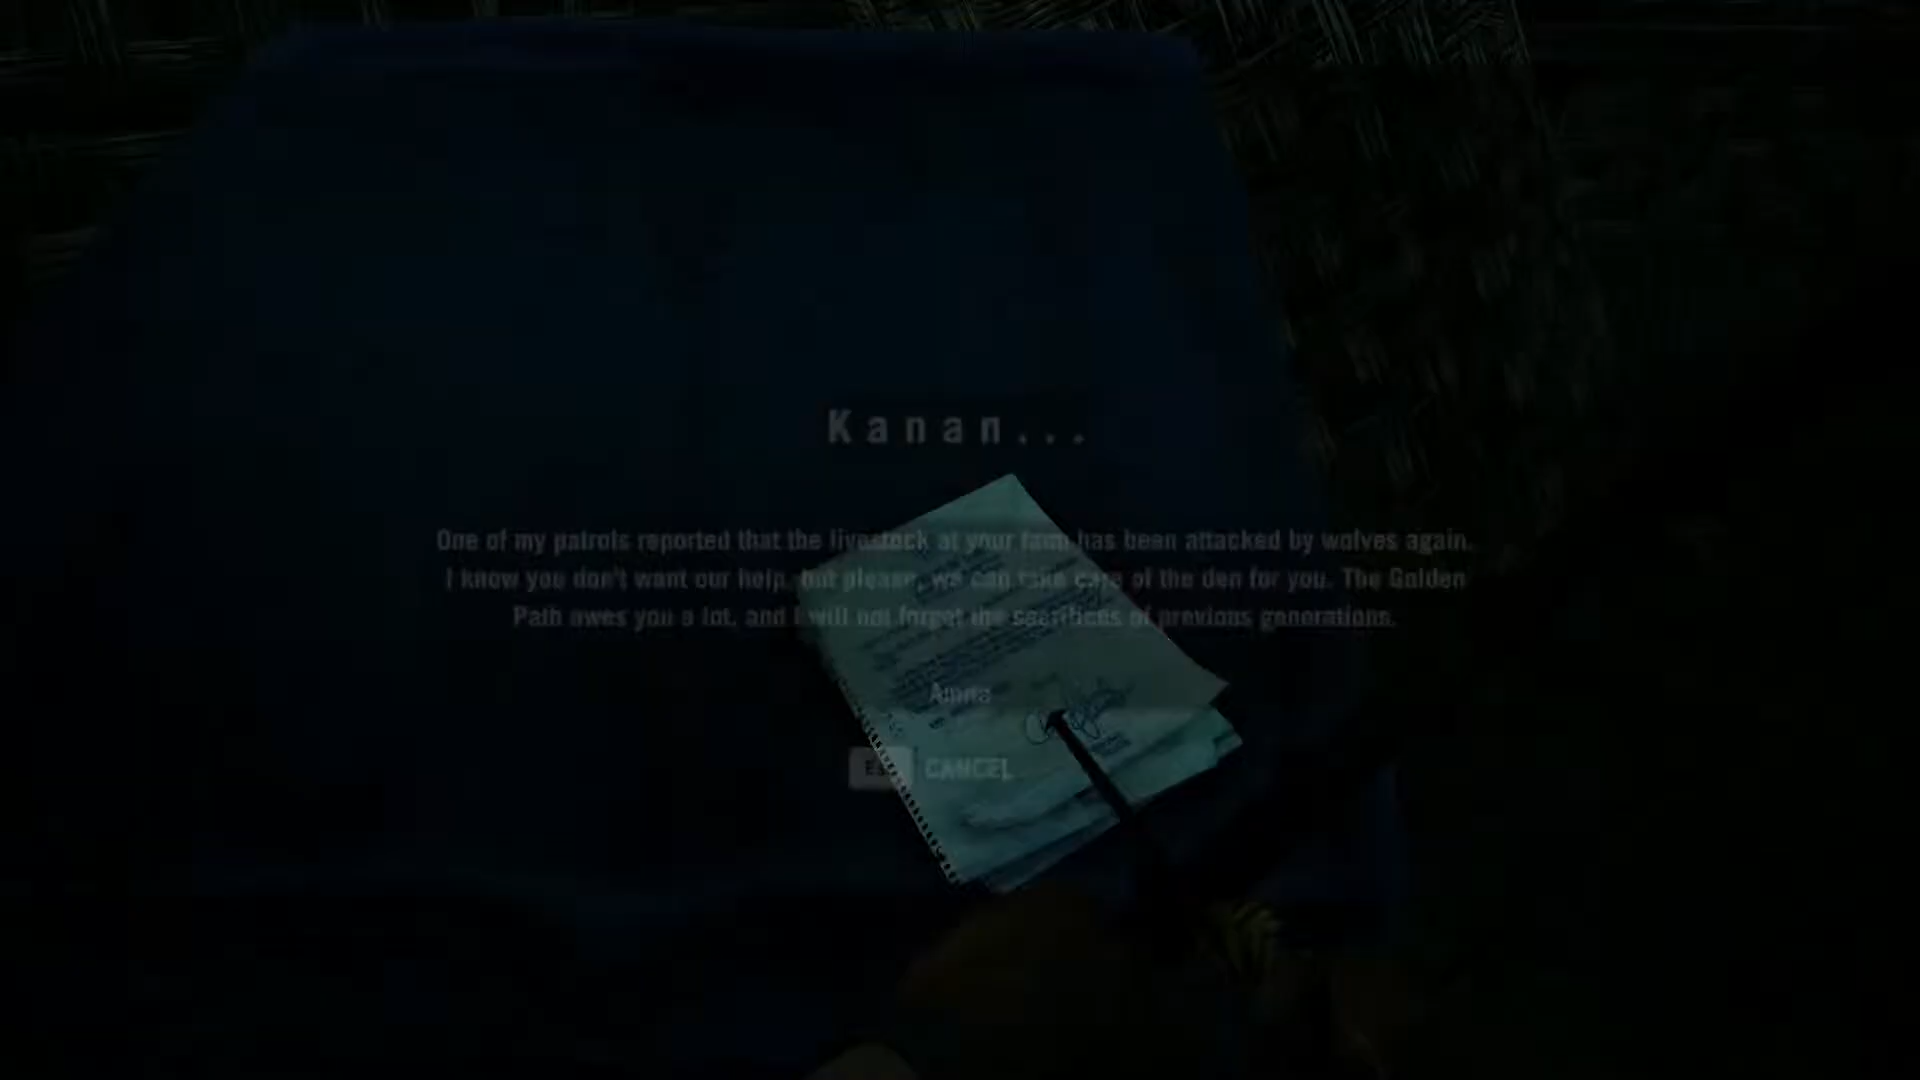 Kanan...
One of my patrols reported that the livestock at your farm has been attacked by wolves again.
I know you don't want our help, but please, we can take care of the den for you. The Golden
Path owes you a lot, and I will not forget the sacrifices of previous generations.
Amita
CANCEL